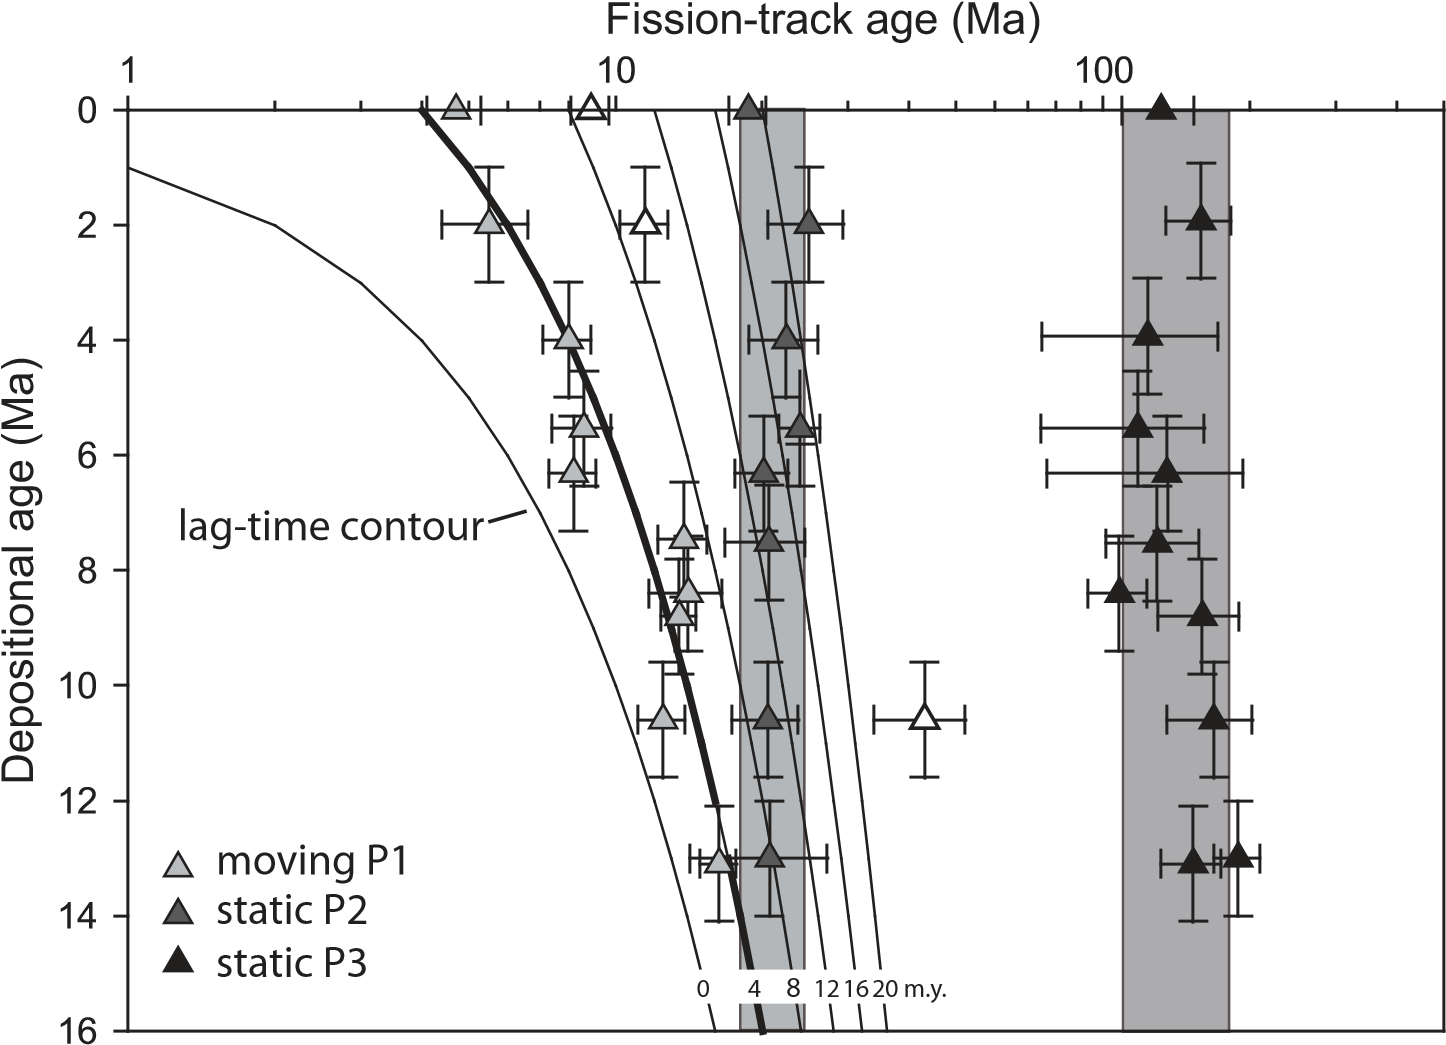 Fission-track age (Ma)
1 10 100
Depositional age (Ma)
0
2
4
6
8
10
12
14
16
lag-time contour
moving P1
static P2
static P3
0 4 8 12 16 20 m.y.